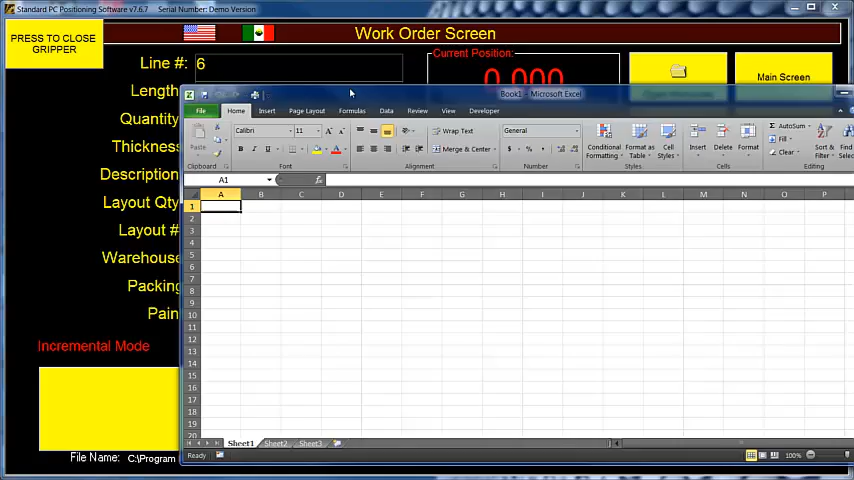 Standard PC Positioning Software v7.6.7    Serial Number: Demo Version
PRESS TO CLOSE
GRIPPER
Work Order Screen
Line #: 6
Current Position:
0.000
Main Screen
Length
Quantity
Thickness
Description
Layout Qty
Layout #
Warehouse
Packing
Pain
Incremental Mode
File Name: C:\Program
Book1 - Microsoft Excel
File Home Insert Page Layout Formulas Data Review View Developer
Calibri 11 Wrap Text General AutoSum
Paste B I U A Merge & Center $ % , Conditional Formatting Format as Table Insert Delete Format Fill Clear Sort & Filter Find Select
Font Alignment Number Cells
A1 fx
A B C D E F G H I J K L M N O P
1
2
3
4
5
6
7
8
9
10
11
12
13
14
15
16
17
18
19
20
Sheet1 Sheet2 Sheet3
Ready 100%